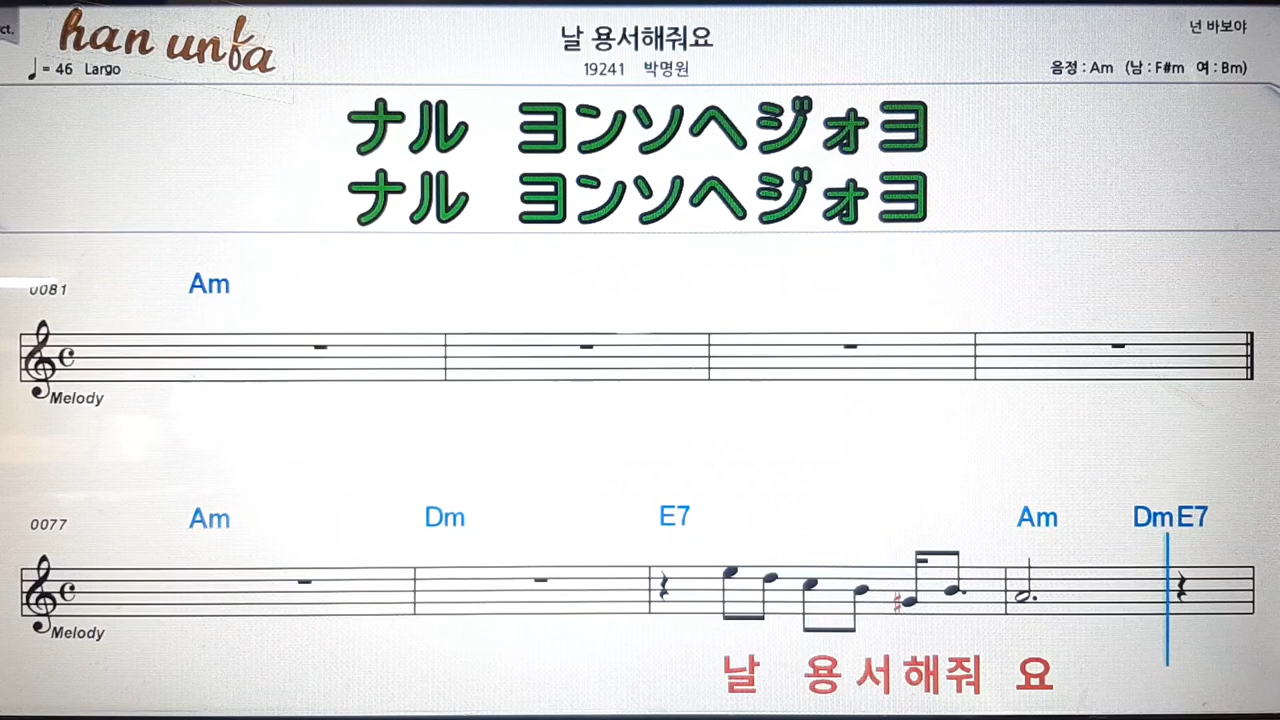 ct.
han unfa
날 용서해줘요
넌 바보야
♩= 46 Largo
19241 박명원
음정 : Am (남 : F#m 여 : Bm)
ナル ヨンソヘジォヨ
ナル ヨンソヘジォヨ
0081 Am
Melody
0077 Am Dm E7 Am Dm E7
Melody
날 용서해줘 요